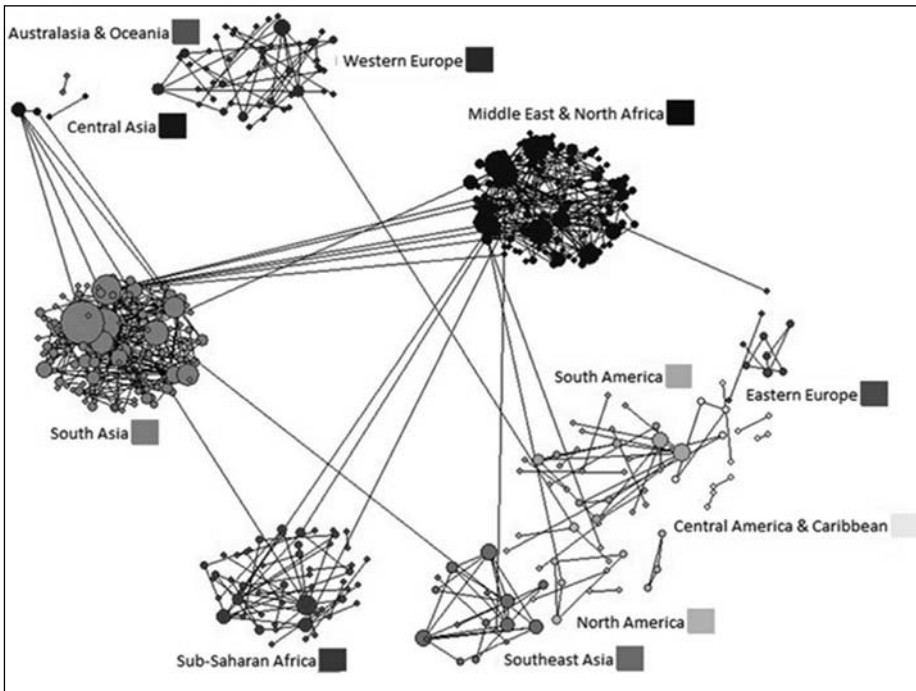 Australasia & Oceania
Western Europe
Central Asia
Middle East & North Africa
South America
Eastern Europe
South Asia
Central America & Caribbean
North America
Sub-Saharan Africa
Southeast Asia